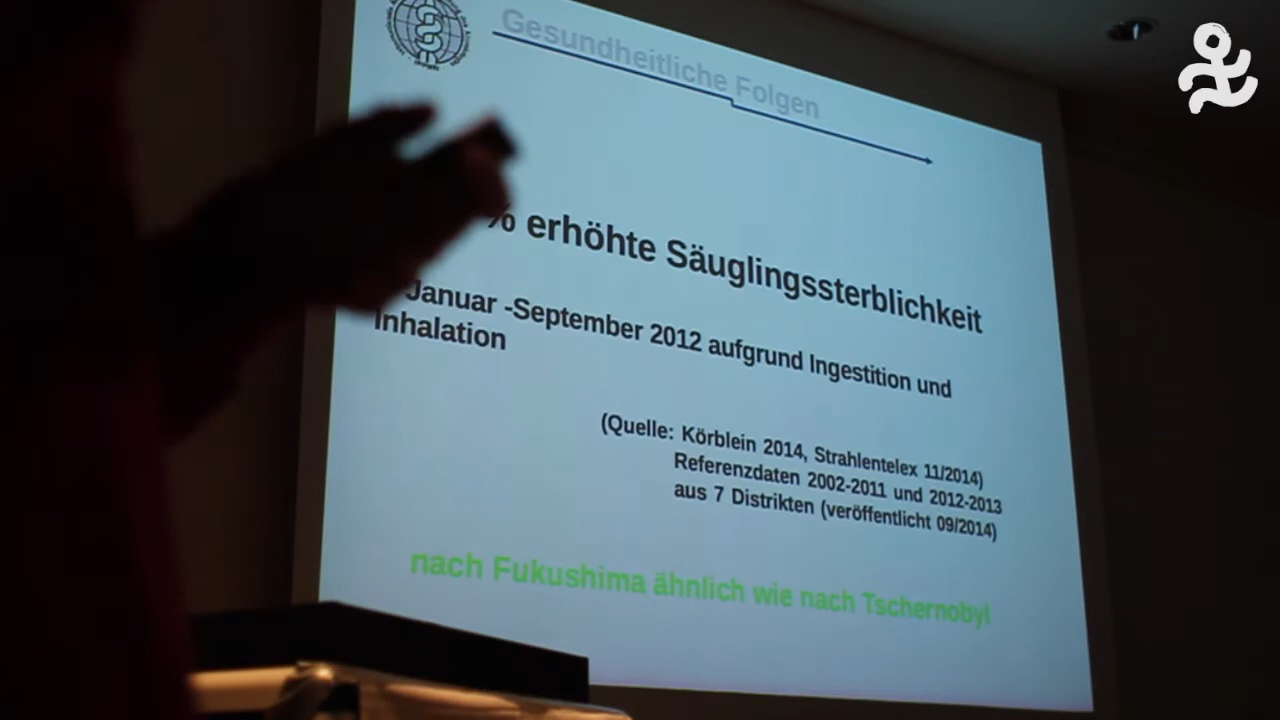 Gesundheitliche Folgen
% erhöhte Säuglingssterblichkeit
Januar -September 2012 aufgrund Ingestition und
Inhalation
(Quelle: Körblein 2014, Strahlentelex 11/2014)
Referenzdaten 2002-2011 und 2012-2013
aus 7 Distrikten (veröffentlicht 09/2014)
nach Fukushima ähnlich wie nach Tschernobyl